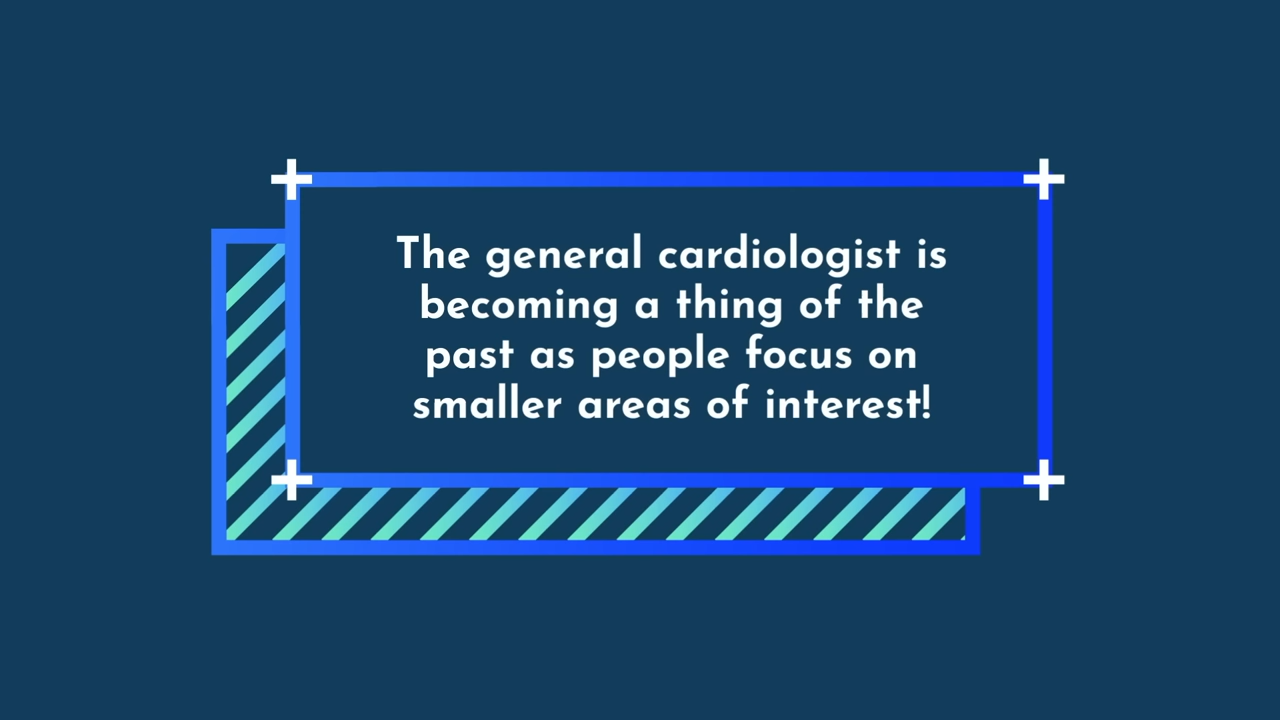 The general cardiologist is
becoming a thing of the
past as people focus on
smaller areas of interest!